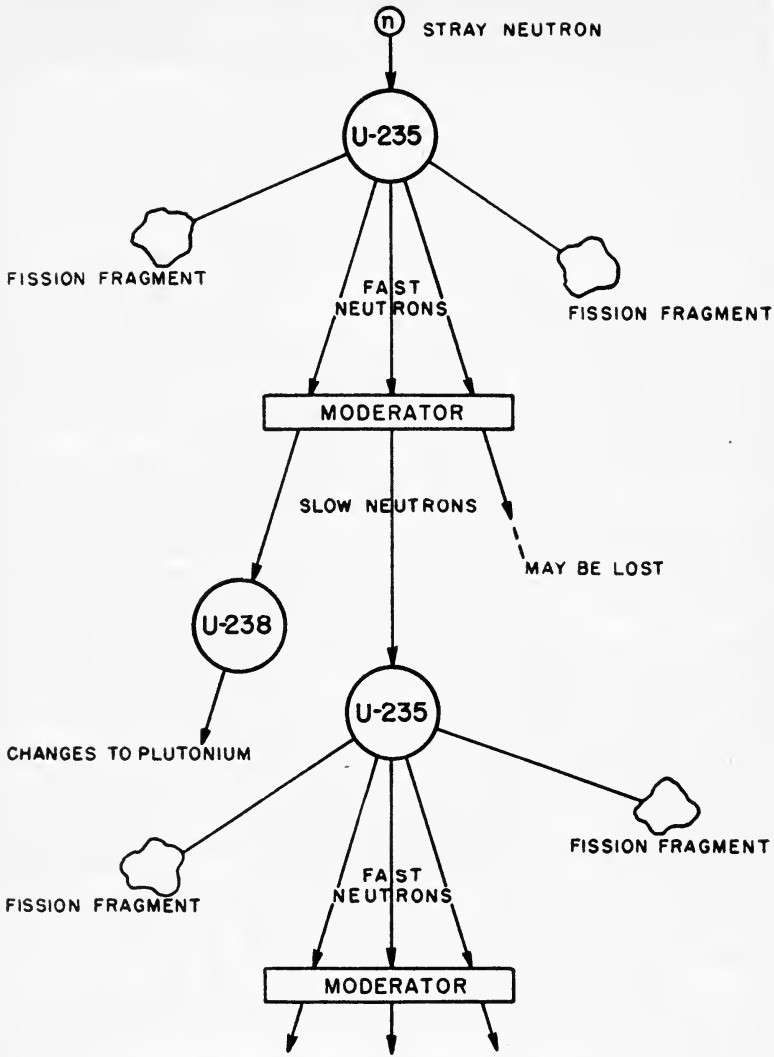 n
STRAY NEUTRON
U-235
FISSION FRAGMENT
FAST
NEUTRONS
FISSION FRAGMENT
MODERATOR
SLOW NEUTRONS
MAY BE LOST
U-238
U-235
CHANGES TO PLUTONIUM
FISSION FRAGMENT
FAST
NEUTRONS
FISSION FRAGMENT
MODERATOR